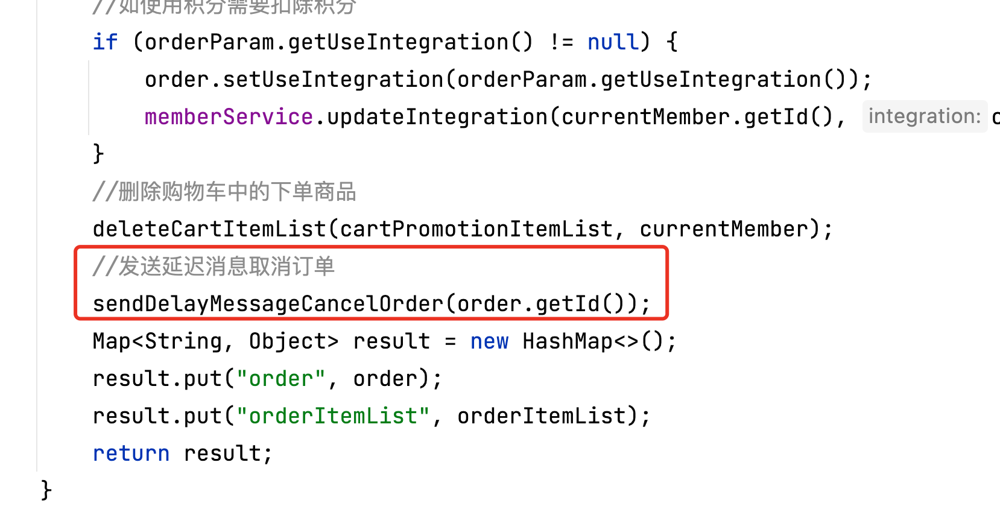 //如使用积分需要扣除积分
if (orderParam.getUseIntegration() != null) {
order.setUseIntegration(orderParam.getUseIntegration());
memberService.updateIntegration(currentMember.getId(), integration:
}
//删除购物车中的下单商品
deleteCartItemList(cartPromotionItemList, currentMember);
//发送延迟消息取消订单
sendDelayMessageCancelOrder(order.getId());
Map<String, Object> result = new HashMap<>();
result.put("order", order);
result.put("orderItemList", orderItemList);
return result;
}